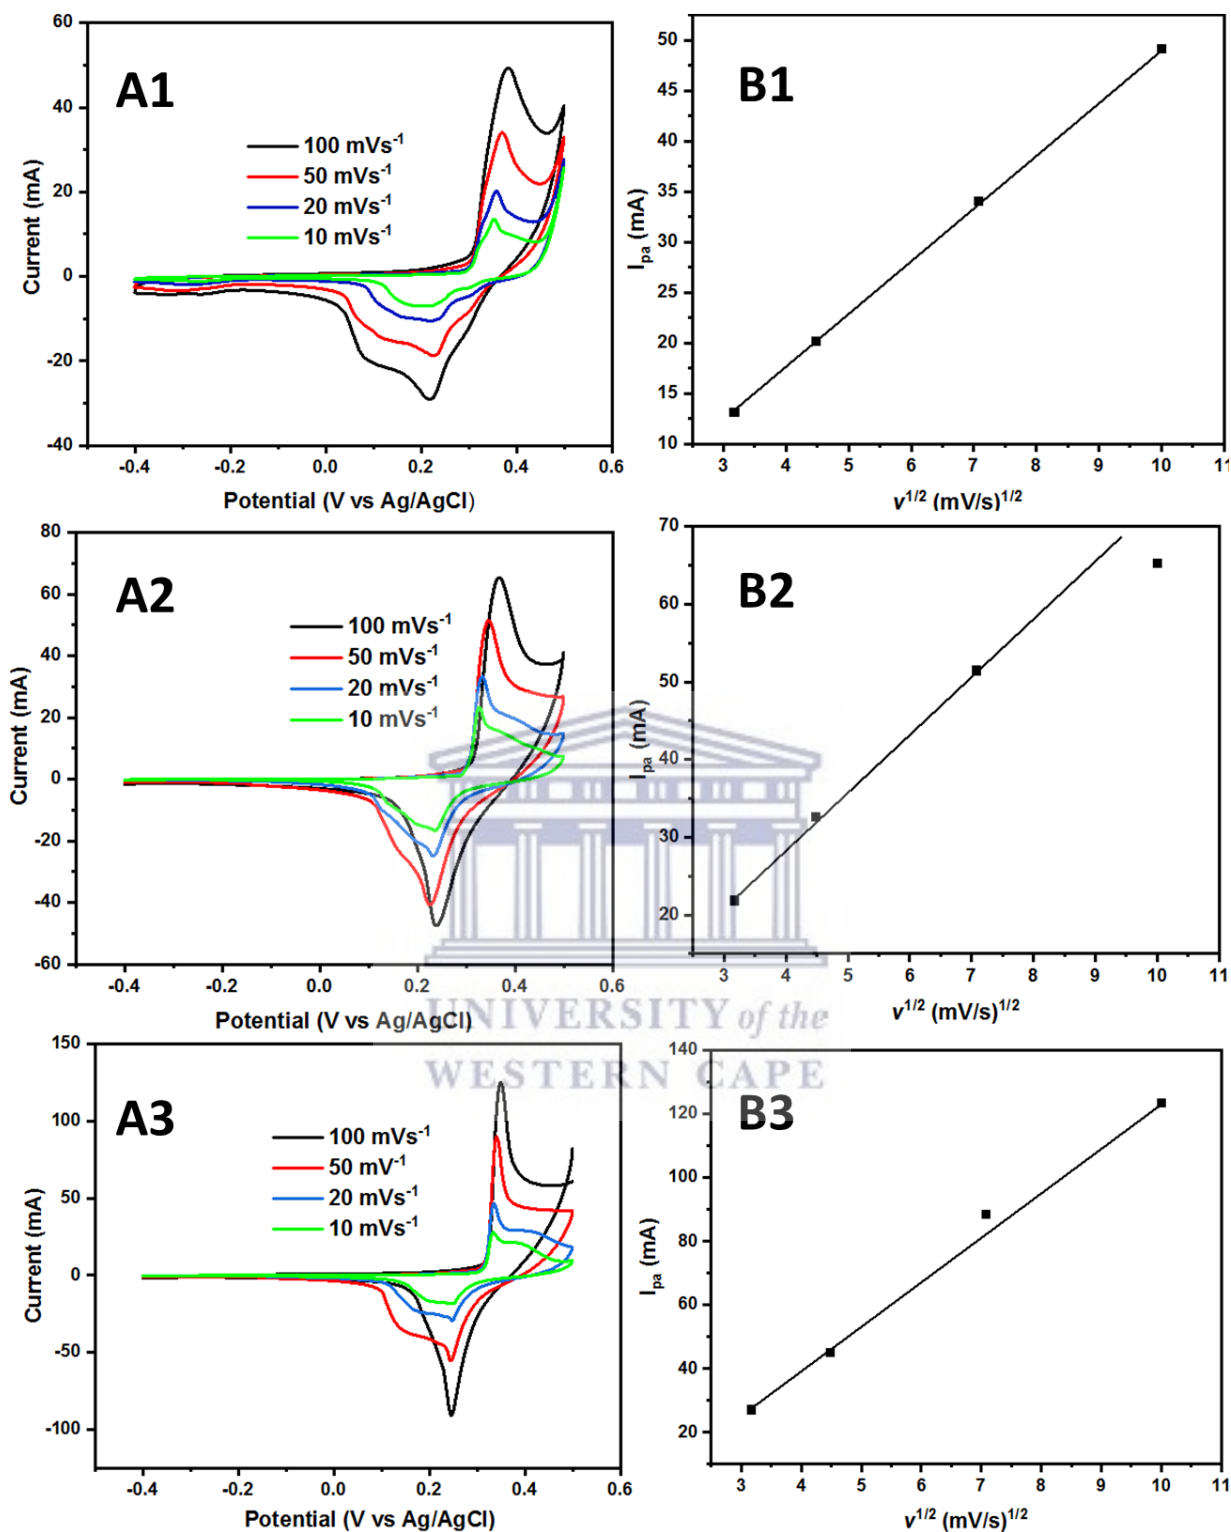 A1
100 mVs-1
50 mVs-1
20 mVs-1
10 mVs-1
Current (mA)
60
40
20
0
-20
-40
-0.4
-0.2
0.0
0.2
0.4
0.6
Potential (V vs Ag/AgCl)
B1
Ipa (mA)
50
45
40
35
30
25
20
15
10
3
4
5
6
7
8
9
10
11
v1/2 (mV/s)1/2
A2
100 mVs-1
50 mVs-1
20 mVs-1
10 mVs-1
Current (mA)
80
60
40
20
0
-20
-40
-60
-0.4
-0.2
0.0
0.2
0.4
0.6
Potential (V vs Ag/AgCl)
B2
Ipa (mA)
70
60
50
40
30
20
3
4
5
6
7
8
9
10
11
v1/2 (mV/s)1/2
UNIVERSITY of the
WESTERN CAPE
A3
100 mVs-1
50 mV-1
20 mVs-1
10 mVs-1
Current (mA)
150
100
50
0
-50
-100
-0.4
-0.2
0.0
0.2
0.4
0.6
Potential (V vs Ag/AgCl)
B3
Ipa (mA)
140
120
100
80
60
40
20
3
4
5
6
7
8
9
10
11
v1/2 (mV/s)1/2